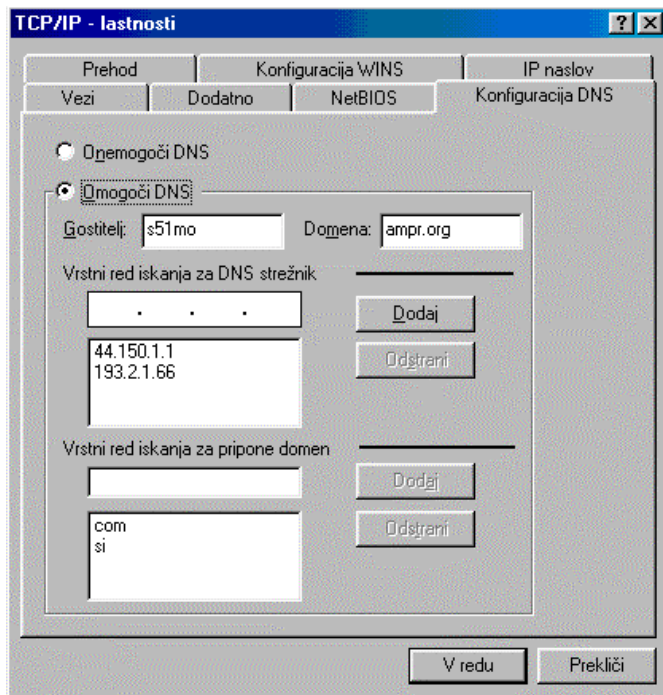 TCP/IP - lastnosti
Prehod Konfiguracija WINS IP naslov
Vezi Dodatno NetBIOS Konfiguracija DNS
Onemogoči DNS
Omogoči DNS
Gostitelj: s51mo Domena: ampr.org
Vrstni red iskanja za DNS strežnik
. . . Dodaj
Odstrani
44.150.1.1
193.2.1.66
Vrstni red iskanja za pripone domen
Dodaj
Odstrani
com
si
V redu Prekliči